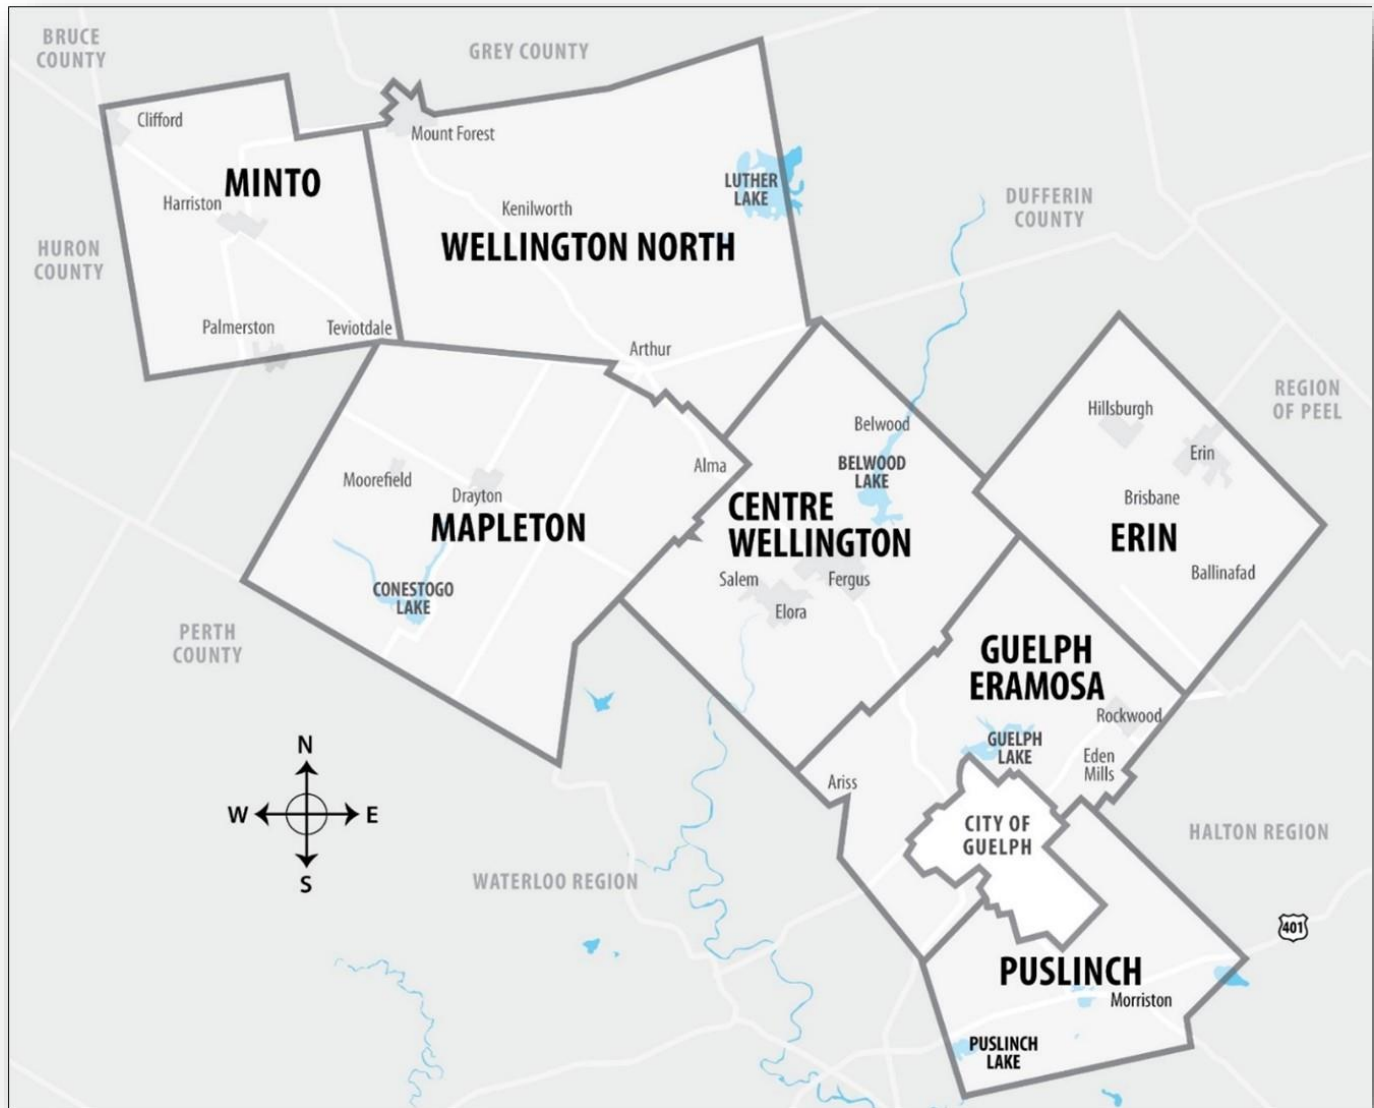 BRUCE
COUNTY
GREY COUNTY
Clifford
Mount Forest
MINTO
LUTHER
LAKE
Harriston
Kenilworth
DUFFERIN
COUNTY
WELLINGTON NORTH
HURON
COUNTY
Palmerston
Teviotdale
Arthur
REGION
OF PEEL
Hillsburgh
Belwood
Erin
Alma
BELWOOD
LAKE
Moorefield
Drayton
Brisbane
CENTRE
WELLINGTON
MAPLETON
ERIN
Salem
Fergus
Ballinafad
CONESTOGO
LAKE
Elora
PERTH
COUNTY
GUELPH
ERAMOSA
Rockwood
GUELPH
LAKE
Eden
Mills
N
W
E
S
Ariss
CITY OF
GUELPH
HALTON REGION
WATERLOO REGION
401
PUSLINCH
Morriston
PUSLINCH
LAKE